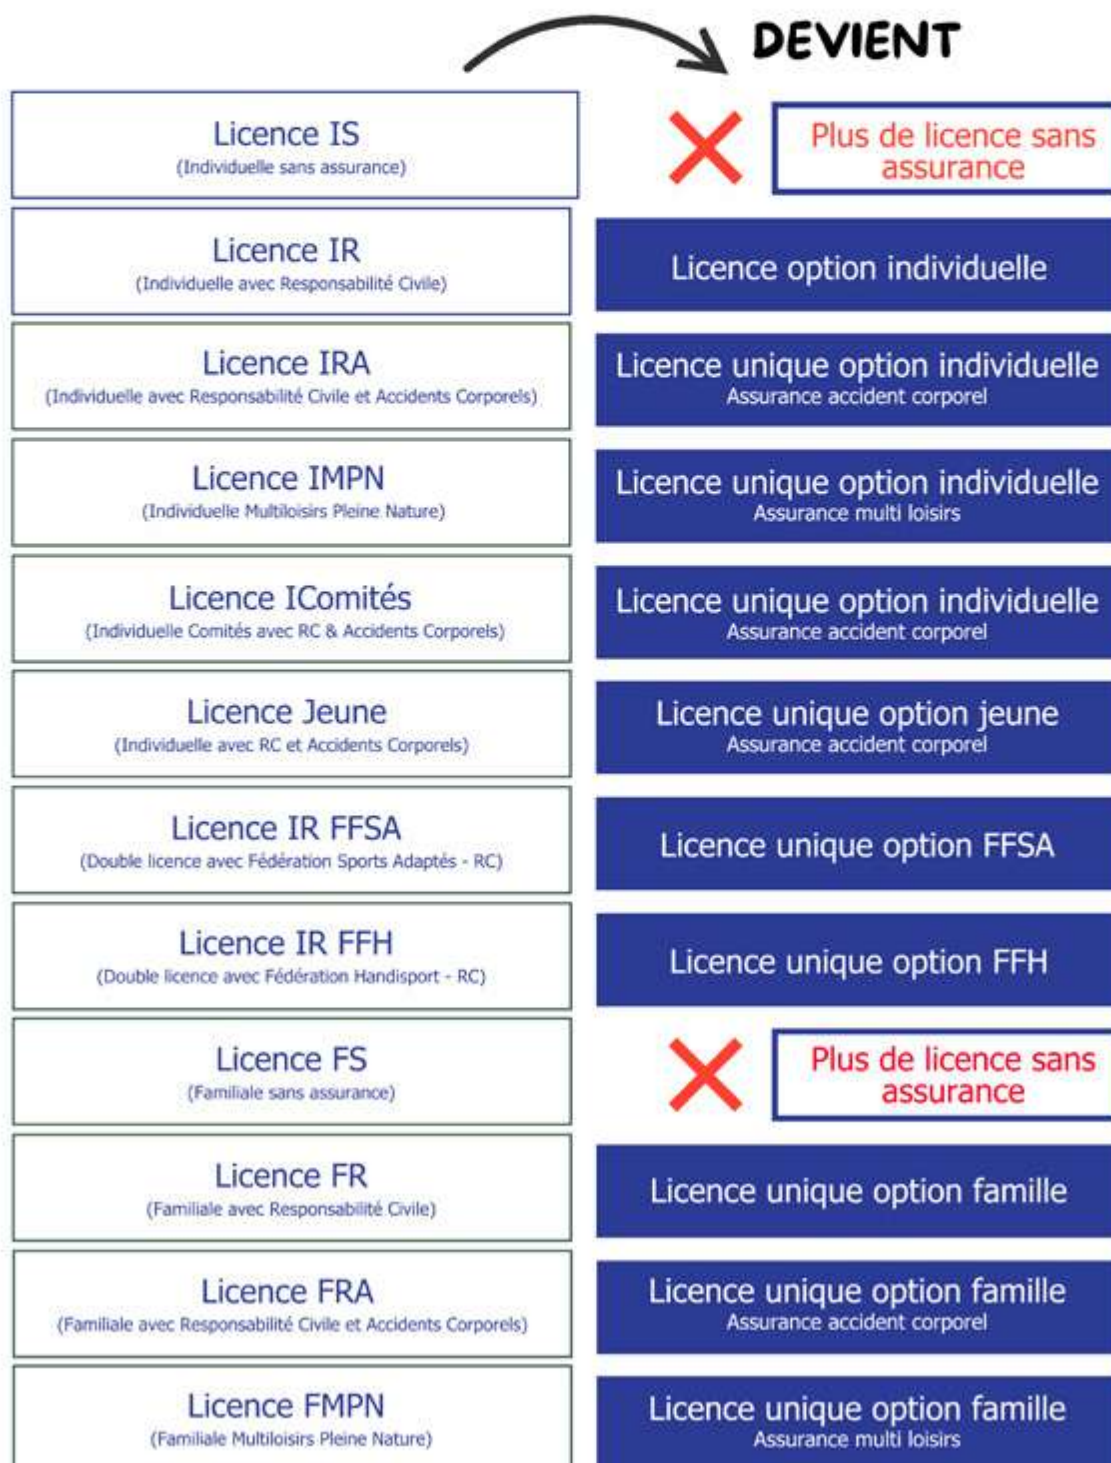 DEVIENT
Licence IS
(Individuelle sans assurance)
Plus de licence sans
assurance
Licence IR
(Individuelle avec Responsabilité Civile)
Licence option individuelle
Licence IRA
(Individuelle avec Responsabilité Civile et Accidents Corporels)
Licence unique option individuelle
Assurance accident corporel
Licence IMPN
(Individuelle Multiloisirs Pleine Nature)
Licence unique option individuelle
Assurance multi loisirs
Licence IComités
(Individuelle Comités avec RC & Accidents Corporels)
Licence unique option individuelle
Assurance accident corporel
Licence Jeune
(Individuelle avec RC et Accidents Corporels)
Licence unique option jeune
Assurance accident corporel
Licence IR FFSA
(Double licence avec Fédération Sports Adaptés - RC)
Licence unique option FFSA
Licence IR FFH
(Double licence avec Fédération Handisport - RC)
Licence unique option FFH
Licence FS
(Familiale sans assurance)
Plus de licence sans
assurance
Licence FR
(Familiale avec Responsabilité Civile)
Licence unique option famille
Licence FRA
(Familiale avec Responsabilité Civile et Accidents Corporels)
Licence unique option famille
Assurance accident corporel
Licence FMPN
(Familiale Multiloisirs Pleine Nature)
Licence unique option famille
Assurance multi loisirs